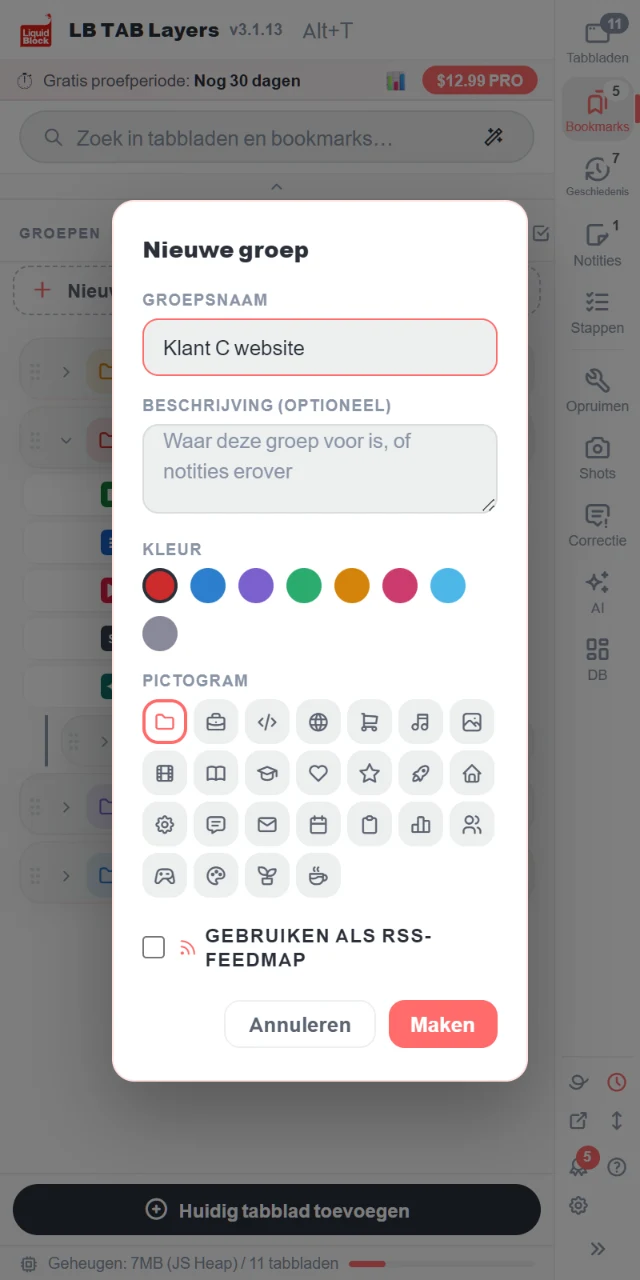 Liquid Block
LB TAB Layers v3.1.13 Alt+T
Gratis proefperiode: Nog 30 dagen
$12.99 PRO
Zoek in tabbladen en bookmarks…
GROEPEN
Nieuwe groep
GROEPSNAAM
Klant C website
BESCHRIJVING (OPTIONEEL)
Waar deze groep voor is, of
notities erover
KLEUR
PICTOGRAM
GEBRUIKEN ALS RSS-
FEEDMAP
Annuleren
Maken
Huidig tabblad toevoegen
Geheugen: 7MB (JS Heap) / 11 tabbladen
11
Tabbladen
5
Bookmarks
7
Geschiedenis
1
Notities
Stappen
Opruimen
Shots
Correctie
AI
DB
5